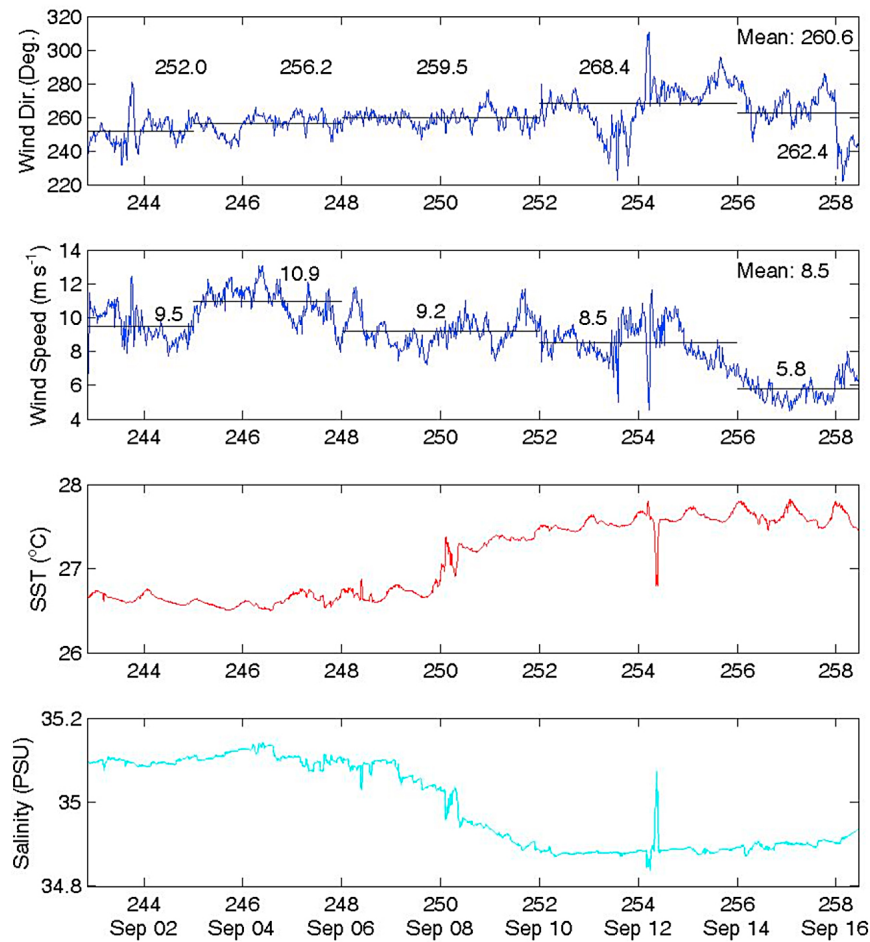 320
300
280
260
240
220
Wind Dir.(Deg.)
252.0 256.2 259.5 268.4 Mean: 260.6
262.4
244 246 248 250 252 254 256 258
14
12
10
8
6
4
Wind Speed (m s-1)
9.5 10.9 9.2 8.5 5.8 Mean: 8.5
244 246 248 250 252 254 256 258
28
27
26
SST (°C)
244 246 248 250 252 254 256 258
35.2
35
34.8
Salinity (PSU)
244 246 248 250 252 254 256 258
Sep 02 Sep 04 Sep 06 Sep 08 Sep 10 Sep 12 Sep 14 Sep 16